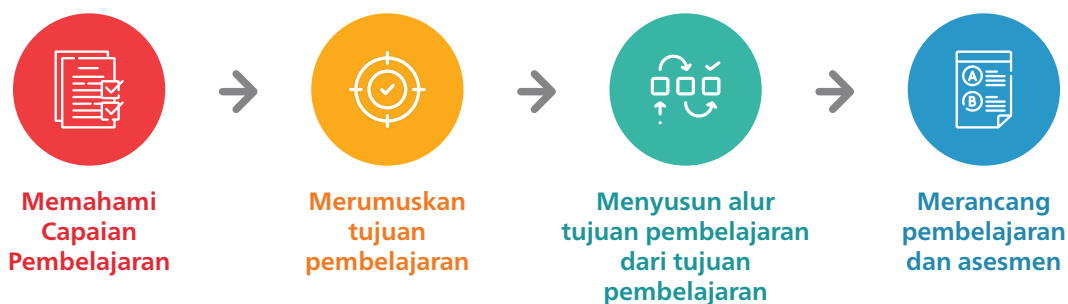 Memahami
Capaian
Pembelajaran
Merumuskan
tujuan
pembelajaran
Menyusun alur
tujuan pembelajaran
dari tujuan
pembelajaran
Merancang
pembelajaran
dan asesmen
A
B